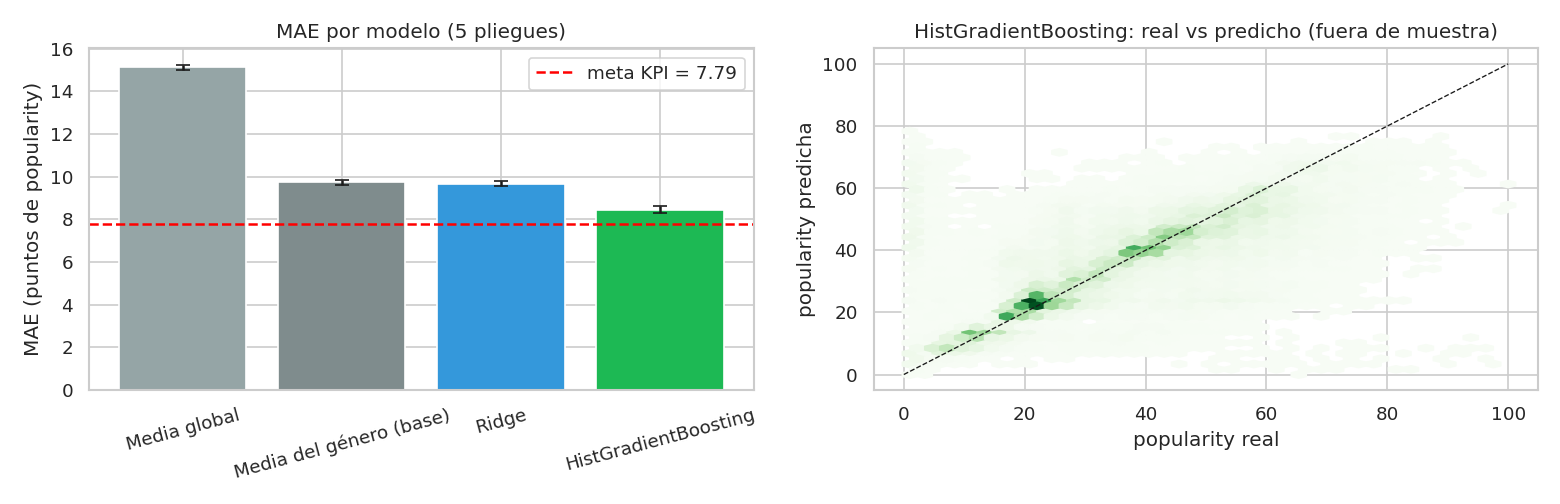 MAE por modelo (5 pliegues)
MAE (puntos de popularity)
16
14
12
10
8
6
4
2
0
meta KPI = 7.79
Media global
Media del género (base)
Ridge
HistGradientBoosting
HistGradientBoosting: real vs predicho (fuera de muestra)
popularity predicha
100
80
60
40
20
0
0 20 40 60 80 100
popularity real